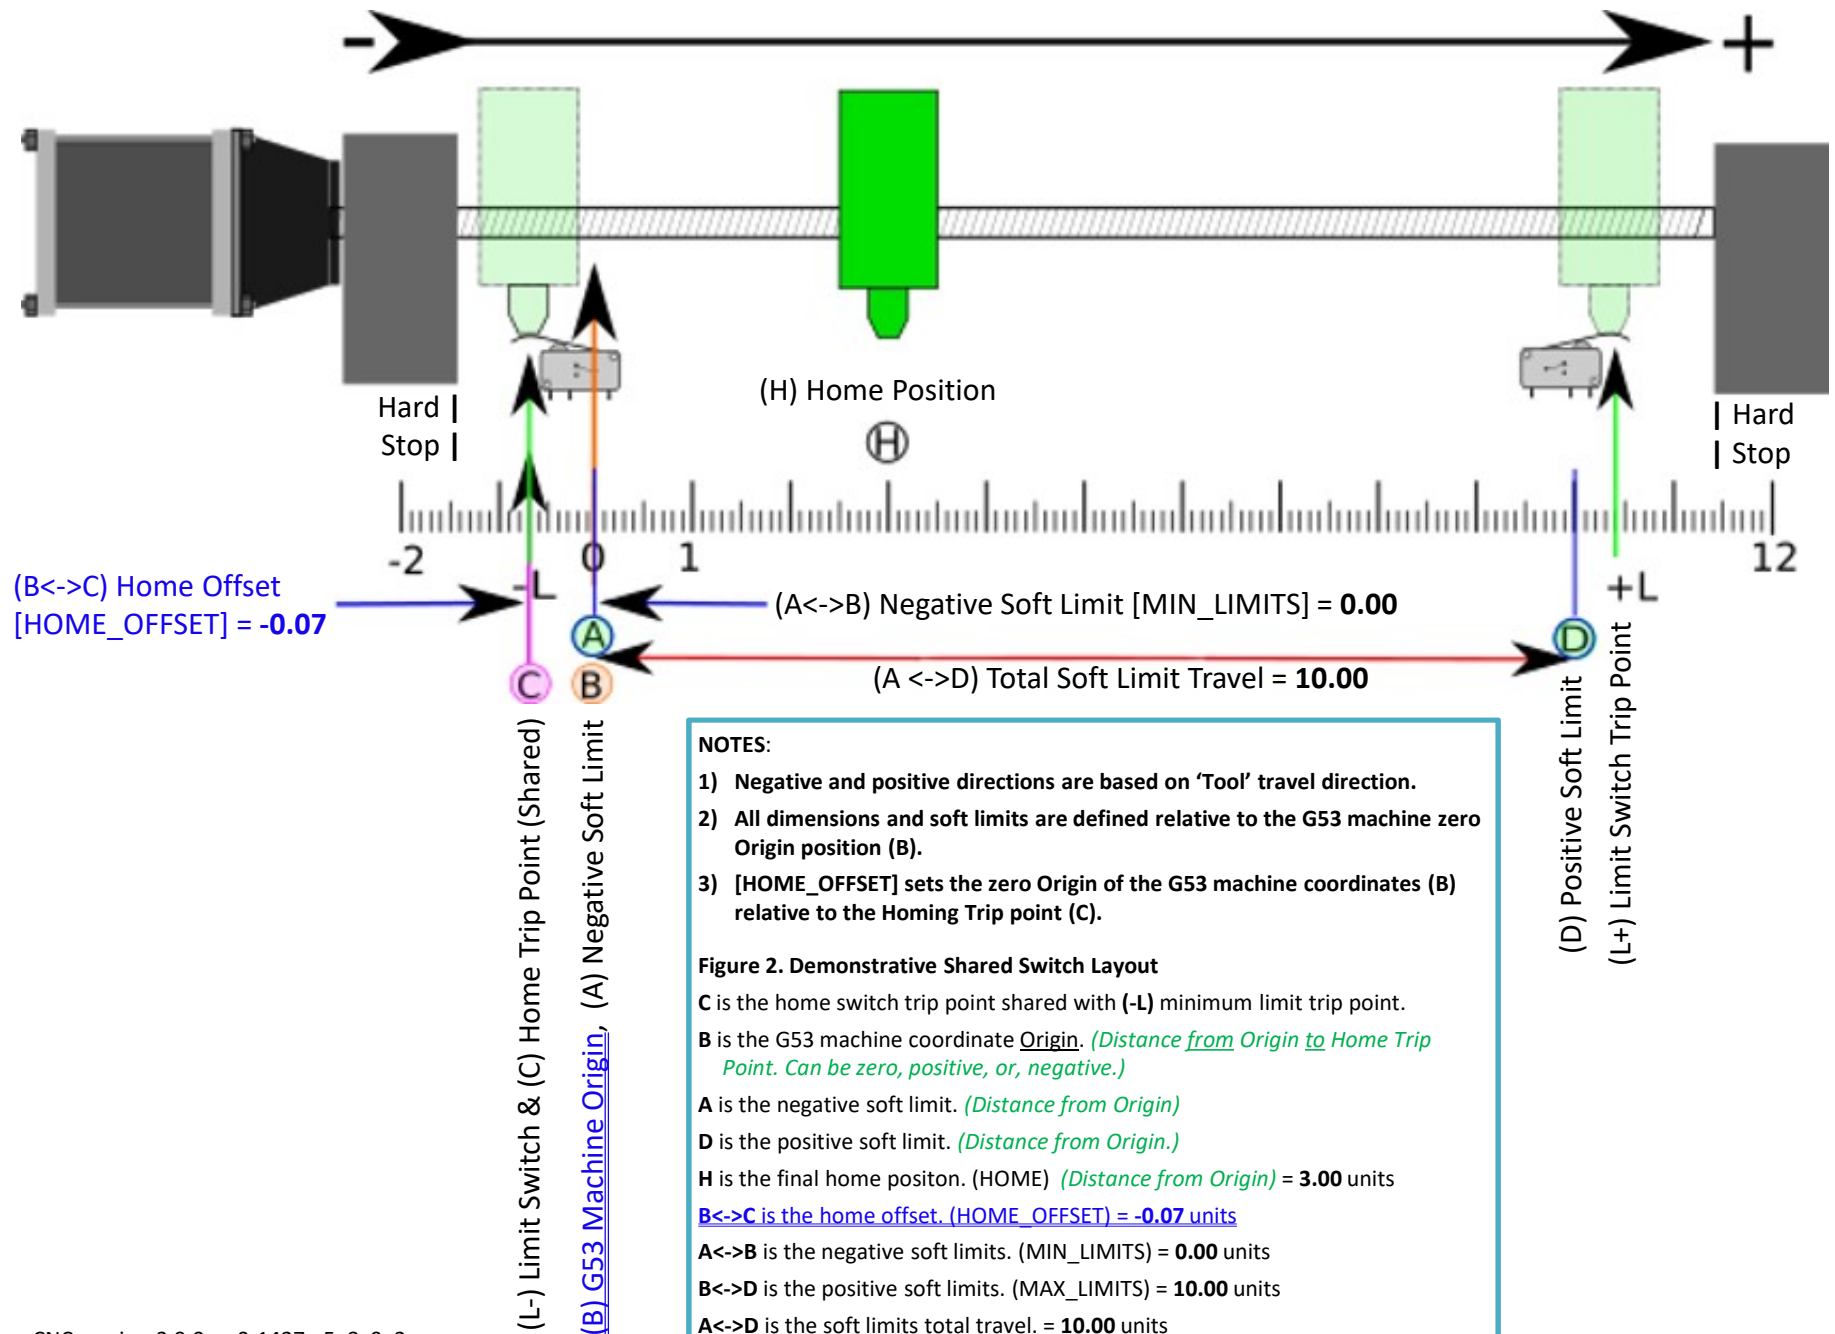 - +
Hard |
Stop |
(H) Home Position
H
| Hard
| Stop
-2 0 1 12
(B<->C) Home Offset
[HOME_OFFSET] = -0.07
-L
(A<->B) Negative Soft Limit [MIN_LIMITS] = 0.00
+L
A
D
C
B
(A <->D) Total Soft Limit Travel = 10.00
(L-) Limit Switch & (C) Home Trip Point (Shared)
(B) G53 Machine Origin, (A) Negative Soft Limit
(D) Positive Soft Limit
(L+) Limit Switch Trip Point
NOTES:
1) Negative and positive directions are based on ‘Tool’ travel direction.
2) All dimensions and soft limits are defined relative to the G53 machine zero
Origin position (B).
3) [HOME_OFFSET] sets the zero Origin of the G53 machine coordinates (B)
relative to the Homing Trip point (C).
Figure 2. Demonstrative Shared Switch Layout
C is the home switch trip point shared with (-L) minimum limit trip point.
B is the G53 machine coordinate Origin. (Distance from Origin to Home Trip
Point. Can be zero, positive, or, negative.)
A is the negative soft limit. (Distance from Origin)
D is the positive soft limit. (Distance from Origin.)
H is the final home positon. (HOME) (Distance from Origin) = 3.00 units
B<->C is the home offset. (HOME_OFFSET) = -0.07 units
A<->B is the negative soft limits. (MIN_LIMITS) = 0.00 units
B<->D is the positive soft limits. (MAX_LIMITS) = 10.00 units
A<->D is the soft limits total travel. = 10.00 units